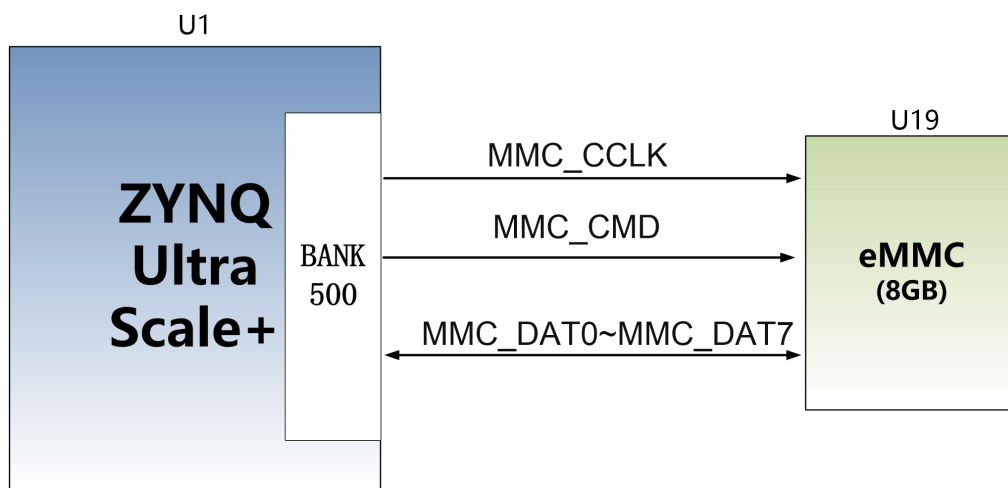 U1
U19
ZYNQ
Ultra
Scale+
BANK
500
MMC_CCLK
MMC_CMD
MMC_DAT0~MMC_DAT7
eMMC
(8GB)